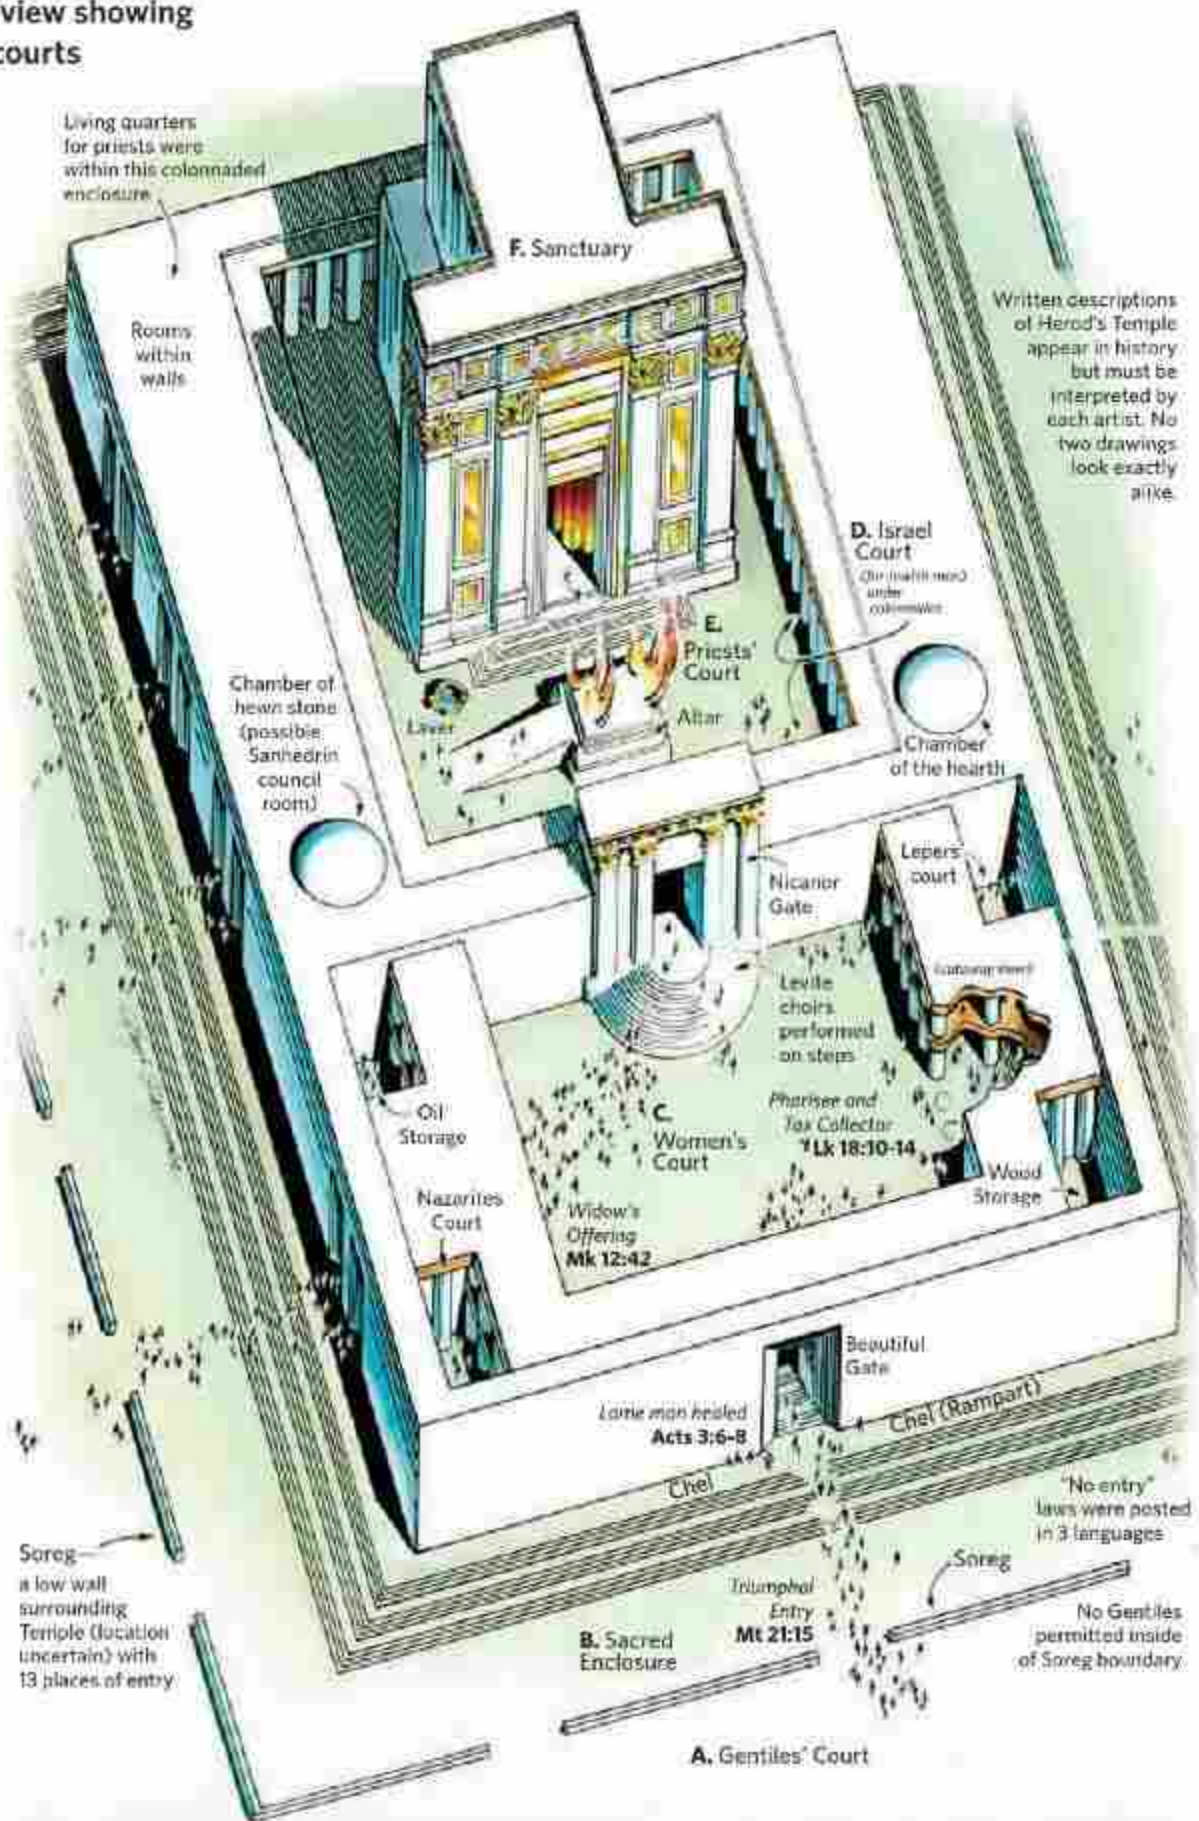 view showing
courts
Living quarters
for priests were
within this colonnaded
enclosure
Rooms
within
walls
F. Sanctuary
Written descriptions
of Herod's Temple
appear in history
but must be
interpreted by
each artist. No
two drawings
look exactly
alike.
D. Israel
Court
under
colonnades
E.
Priests'
Court
Altar
Laver
Chamber of
hewn stone
(possible
Sanhedrin
council
room)
Chamber
of the hearth
Nicanor
Gate
Lepers'
court
(cutaway view)
Levite
choirs
performed
on steps
Oil
Storage
C.
Women's
Court
Pharisee and
Tax Collector
Lk 18:10-14
Nazarites
Court
Widow's
Offering
Mk 12:42
Wood
Storage
Beautiful
Gate
Lame man healed
Acts 3:6-8
Chel (Rampart)
Chel
"No entry"
laws were posted
in 3 languages
Soreg
a low wall
surrounding
Temple (location
uncertain) with
13 places of entry
Soreg
Triumphal
Entry
Mt 21:15
No Gentiles
permitted inside
of Soreg boundary
B. Sacred
Enclosure
A. Gentiles' Court